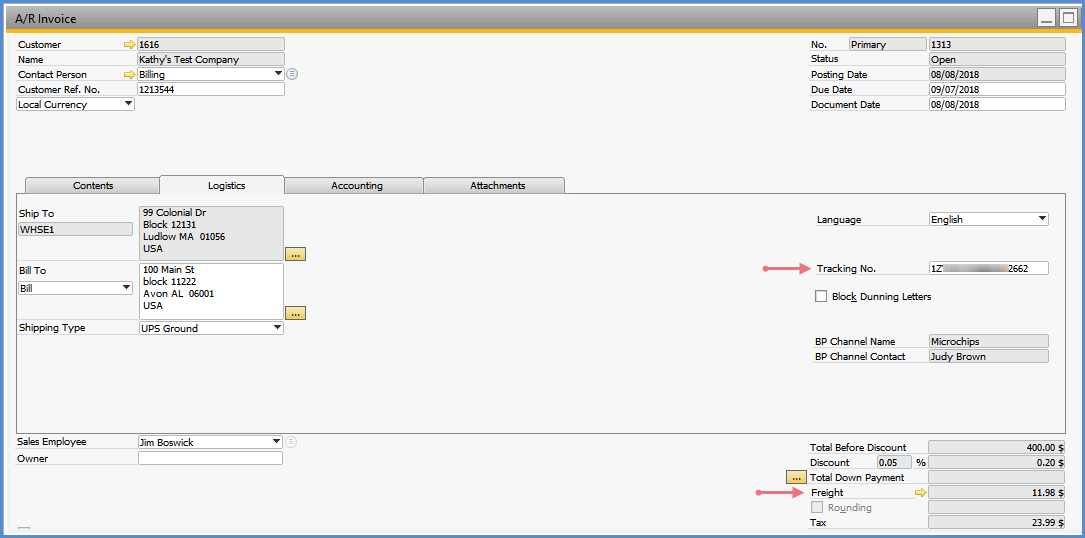 A/R Invoice
Customer 1616
Name Kathy's Test Company
Contact Person Billing
Customer Ref. No. 1213544
Local Currency
No. Primary 1313
Status Open
Posting Date 08/08/2018
Due Date 09/07/2018
Document Date 08/08/2018
Contents Logistics Accounting Attachments
Ship To
WHSE1
99 Colonial Dr
Block 12131
Ludlow MA 01056
USA
...
Bill To
Bill
100 Main St
block 11222
Avon AL 06001
USA
...
Shipping Type UPS Ground
Language English
Tracking No. 1Z 2662
Block Dunning Letters
BP Channel Name Microchips
BP Channel Contact Judy Brown
Sales Employee Jim Boswick
Owner
Total Before Discount 400.00 $
Discount 0.05 % 0.20 $
... Total Down Payment
Freight 11.98 $
Rounding
Tax 23.99 $